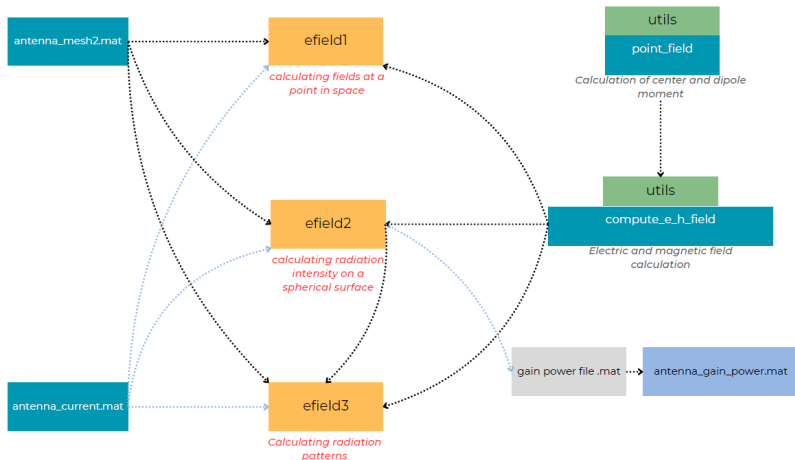 antenna_mesh2.mat
efield1
calculating fields at a
point in space
utils
point_field
Calculation of center and dipole
moment
utils
compute_e_h_field
Electric and magnetic field
calculation
efield2
calculating radiation
intensity on a
spherical surface
gain power file .mat
antenna_gain_power.mat
antenna_current.mat
efield3
Calculating radiation
patterns